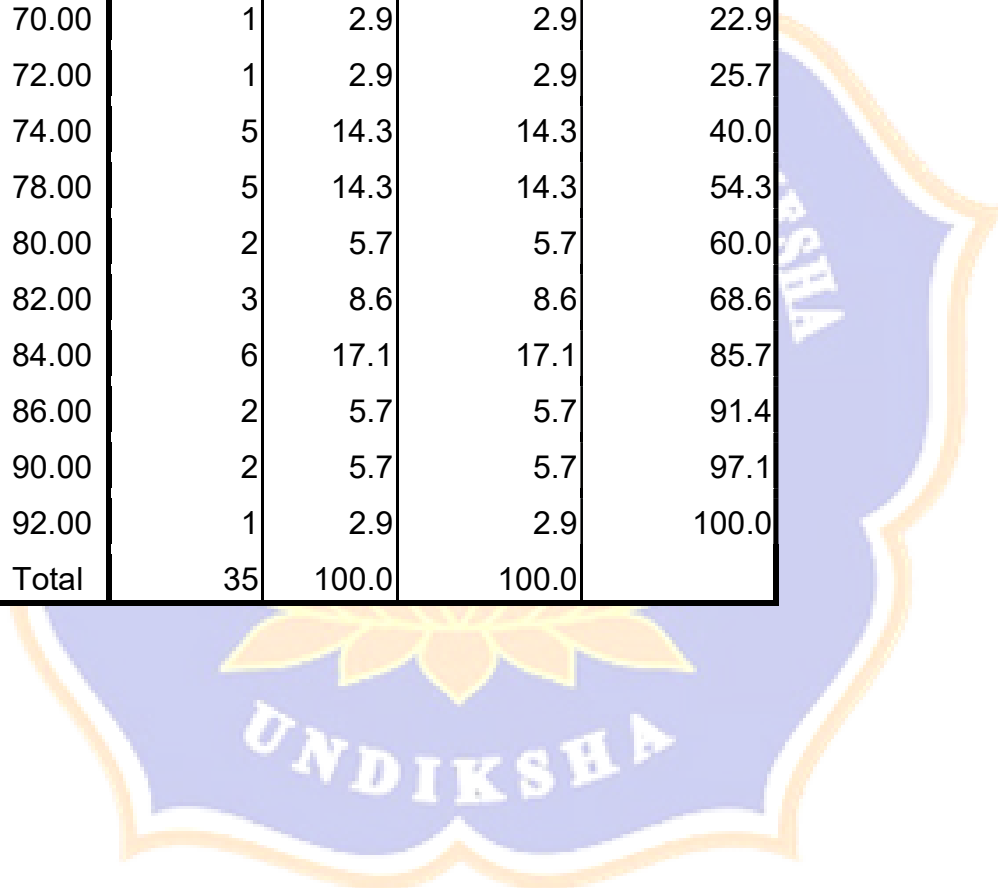 70.00 1 2.9 2.9 22.9
72.00 1 2.9 2.9 25.7
74.00 5 14.3 14.3 40.0
78.00 5 14.3 14.3 54.3
80.00 2 5.7 5.7 60.0
82.00 3 8.6 8.6 68.6
84.00 6 17.1 17.1 85.7
86.00 2 5.7 5.7 91.4
90.00 2 5.7 5.7 97.1
92.00 1 2.9 2.9 100.0
Total 35 100.0 100.0
UNDIKSHA